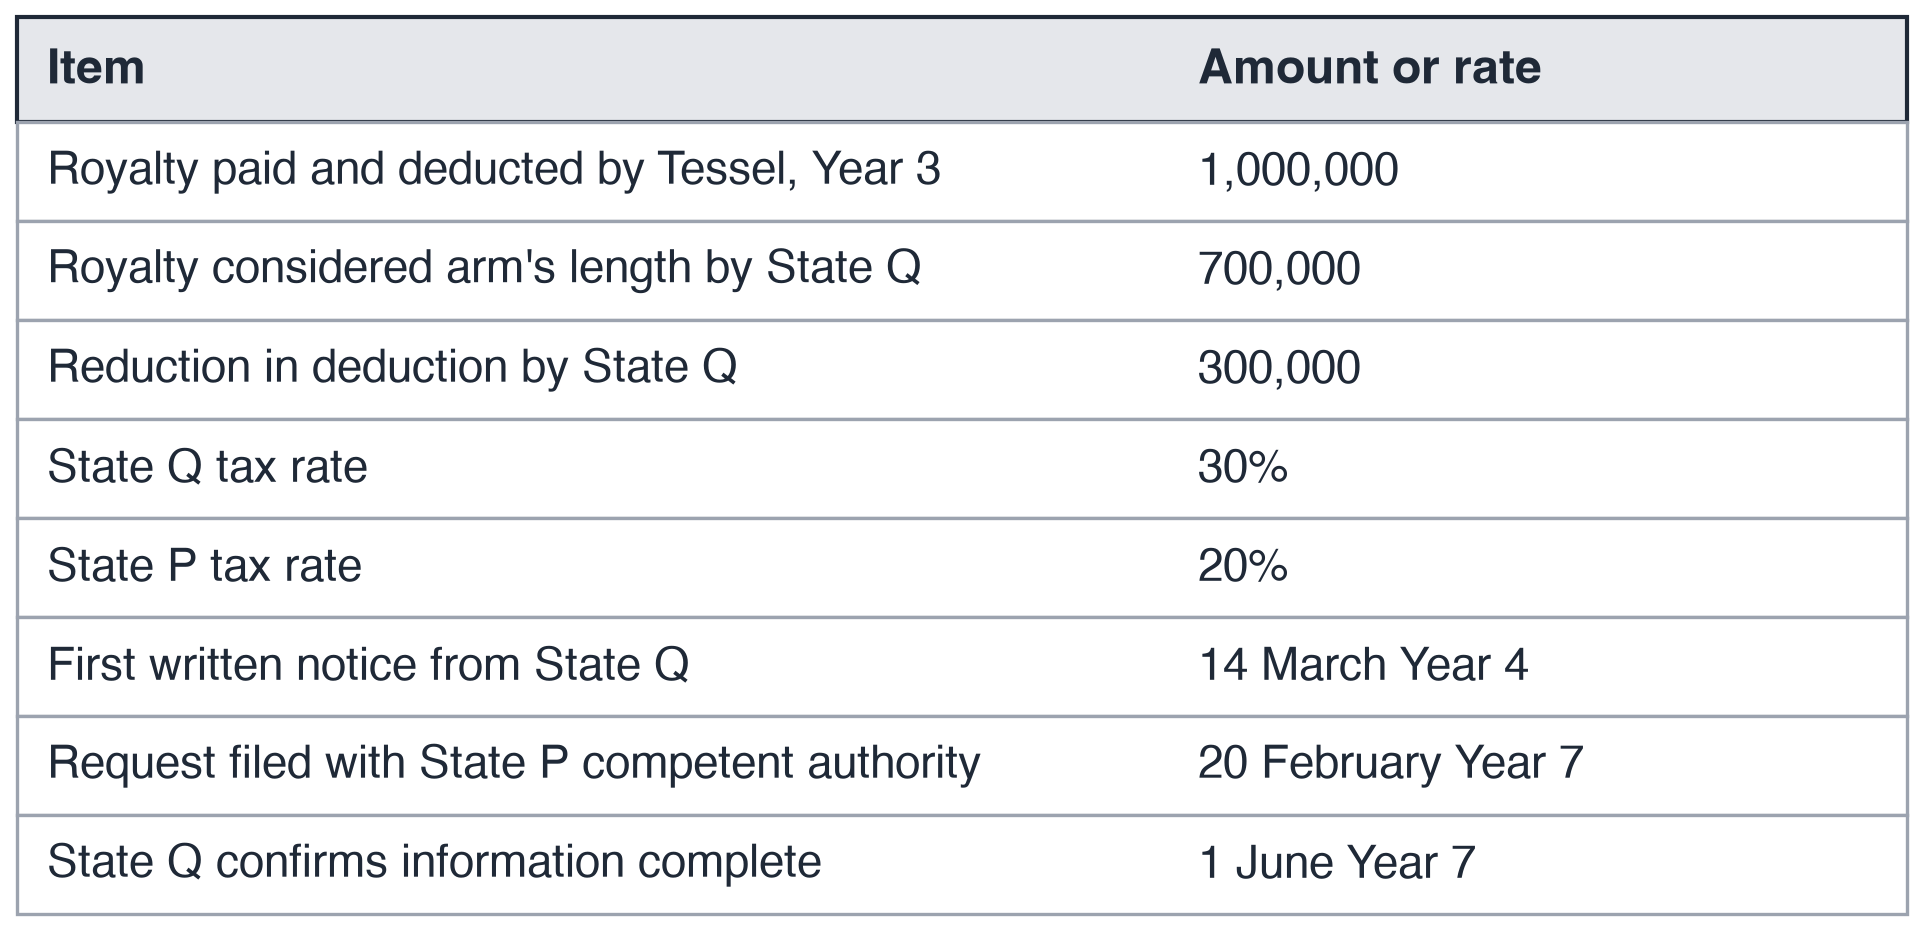 Item Amount or rate
Royalty paid and deducted by Tessel, Year 3 1,000,000
Royalty considered arm's length by State Q 700,000
Reduction in deduction by State Q 300,000
State Q tax rate 30%
State P tax rate 20%
First written notice from State Q 14 March Year 4
Request filed with State P competent authority 20 February Year 7
State Q confirms information complete 1 June Year 7